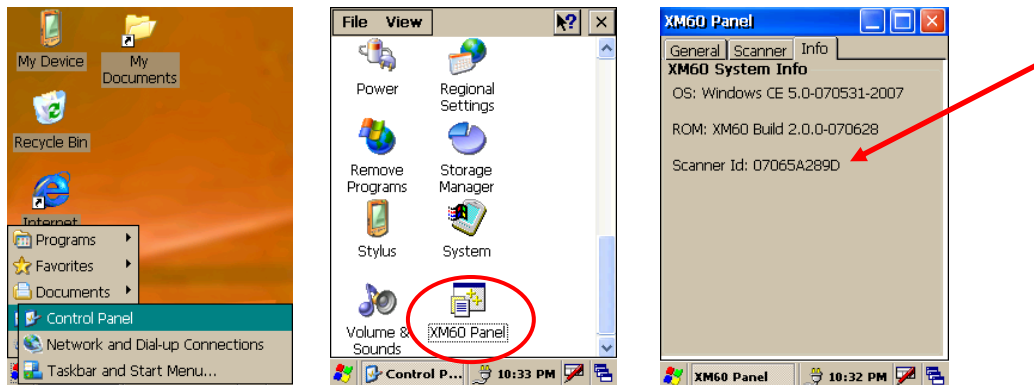 My Device
My
Documents
Recycle Bin
Internet
Programs
Favorites
Documents
Control Panel
Network and Dial-up Connections
Taskbar and Start Menu...
File View
?
Power
Regional
Settings
Remove
Programs
Storage
Manager
Stylus
System
Volume &
Sounds
XM60 Panel
Control P...
10:33 PM
XM60 Panel
General Scanner Info
XM60 System Info
OS: Windows CE 5.0-070531-2007
ROM: XM60 Build 2.0.0-070628
Scanner Id: 07065A289D
XM60 Panel
10:32 PM